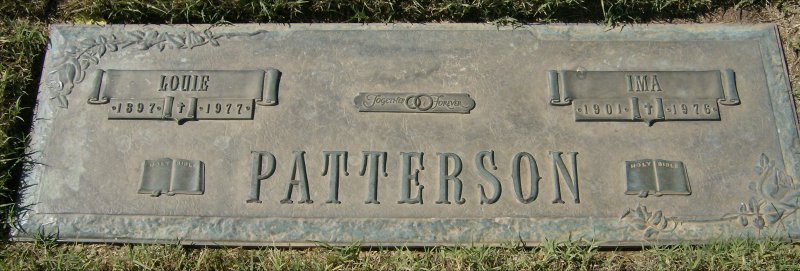 LOUIE
1897 1977
TOGETHER FOREVER
IMA
1901 1976
HOLY BIBLE
PATTERSON
HOLY BIBLE